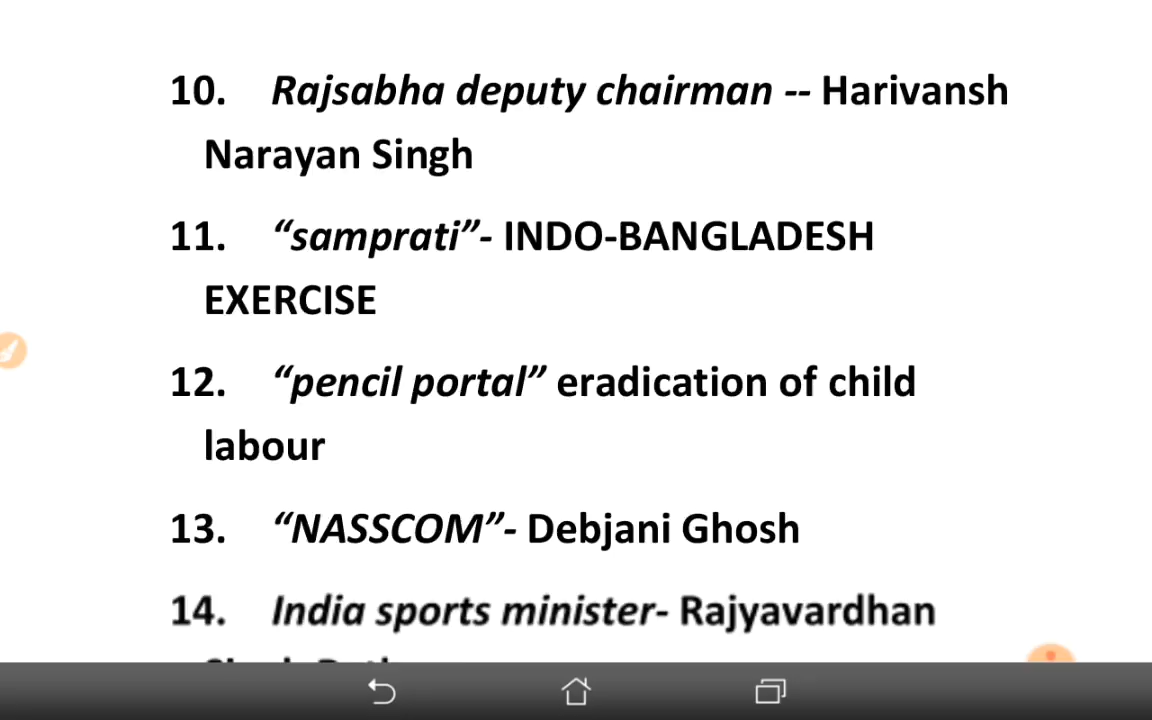 10. Rajsabha deputy chairman -- Harivansh
Narayan Singh
11. “samprati”- INDO-BANGLADESH
EXERCISE
12. “pencil portal” eradication of child
labour
13. “NASSCOM”- Debjani Ghosh
14. India sports minister- Rajyavardhan